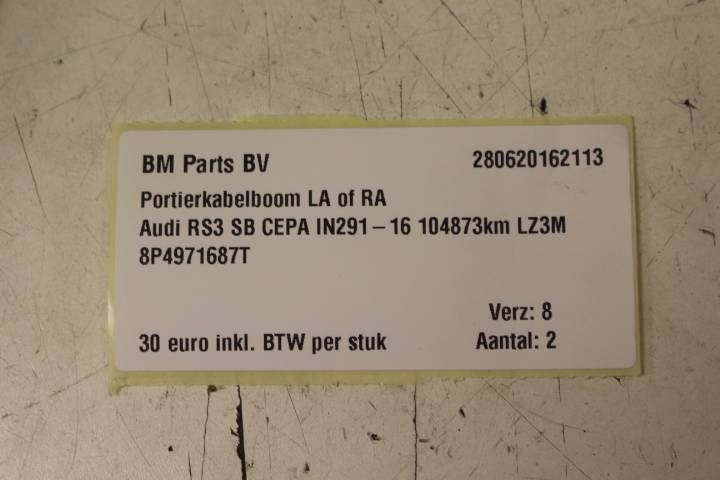 BM Parts BV 280620162113
Portierkabelboom LA of RA
Audi RS3 SB CEPA IN291-16 104873km LZ3M
8P4971687T
Verz: 8
30 euro inkl. BTW per stuk Aantal: 2